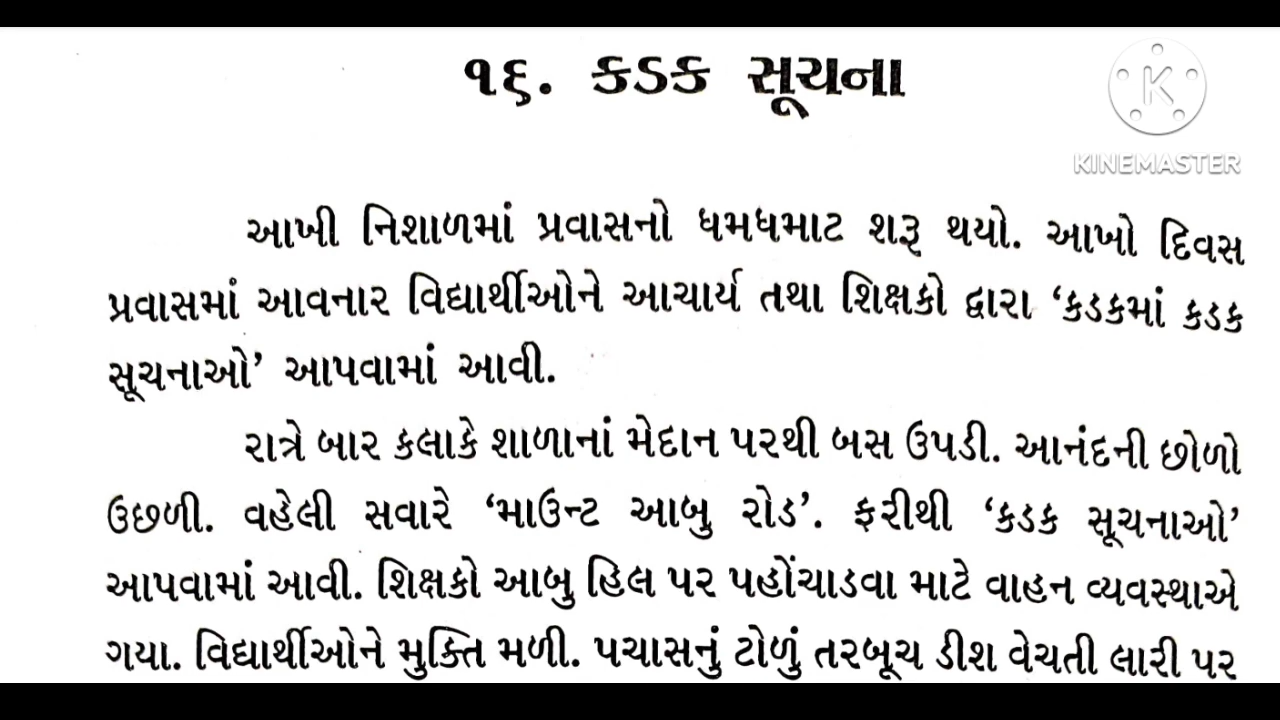 ૧૬. કડક સૂચના
KINEMASTER
આખી નિશાળમાં પ્રવાસનો ધમધમાટ શરૂ થયો. આખો દિવસ
પ્રવાસમાં આવનાર વિદ્યાર્થીઓને આચાર્ય તથા શિક્ષકો દ્વારા ‘કડકમાં કડક
સૂચનાઓ’ આપવામાં આવી.
રાત્રે બાર કલાકે શાળાનાં મેદાન પરથી બસ ઉપડી. આનંદની છોળો
ઉછળી. વહેલી સવારે ‘માઉન્ટ આબુ રોડ’. ફરીથી ‘કડક સૂચનાઓ’
આપવામાં આવી. શિક્ષકો આબુ હિલ પર પહોંચાડવા માટે વાહન વ્યવસ્થાએ
ગયા. વિદ્યાર્થીઓને મુક્તિ મળી. પચાસનું ટોળું તરબૂચ ડીશ વેચતી લારી પર